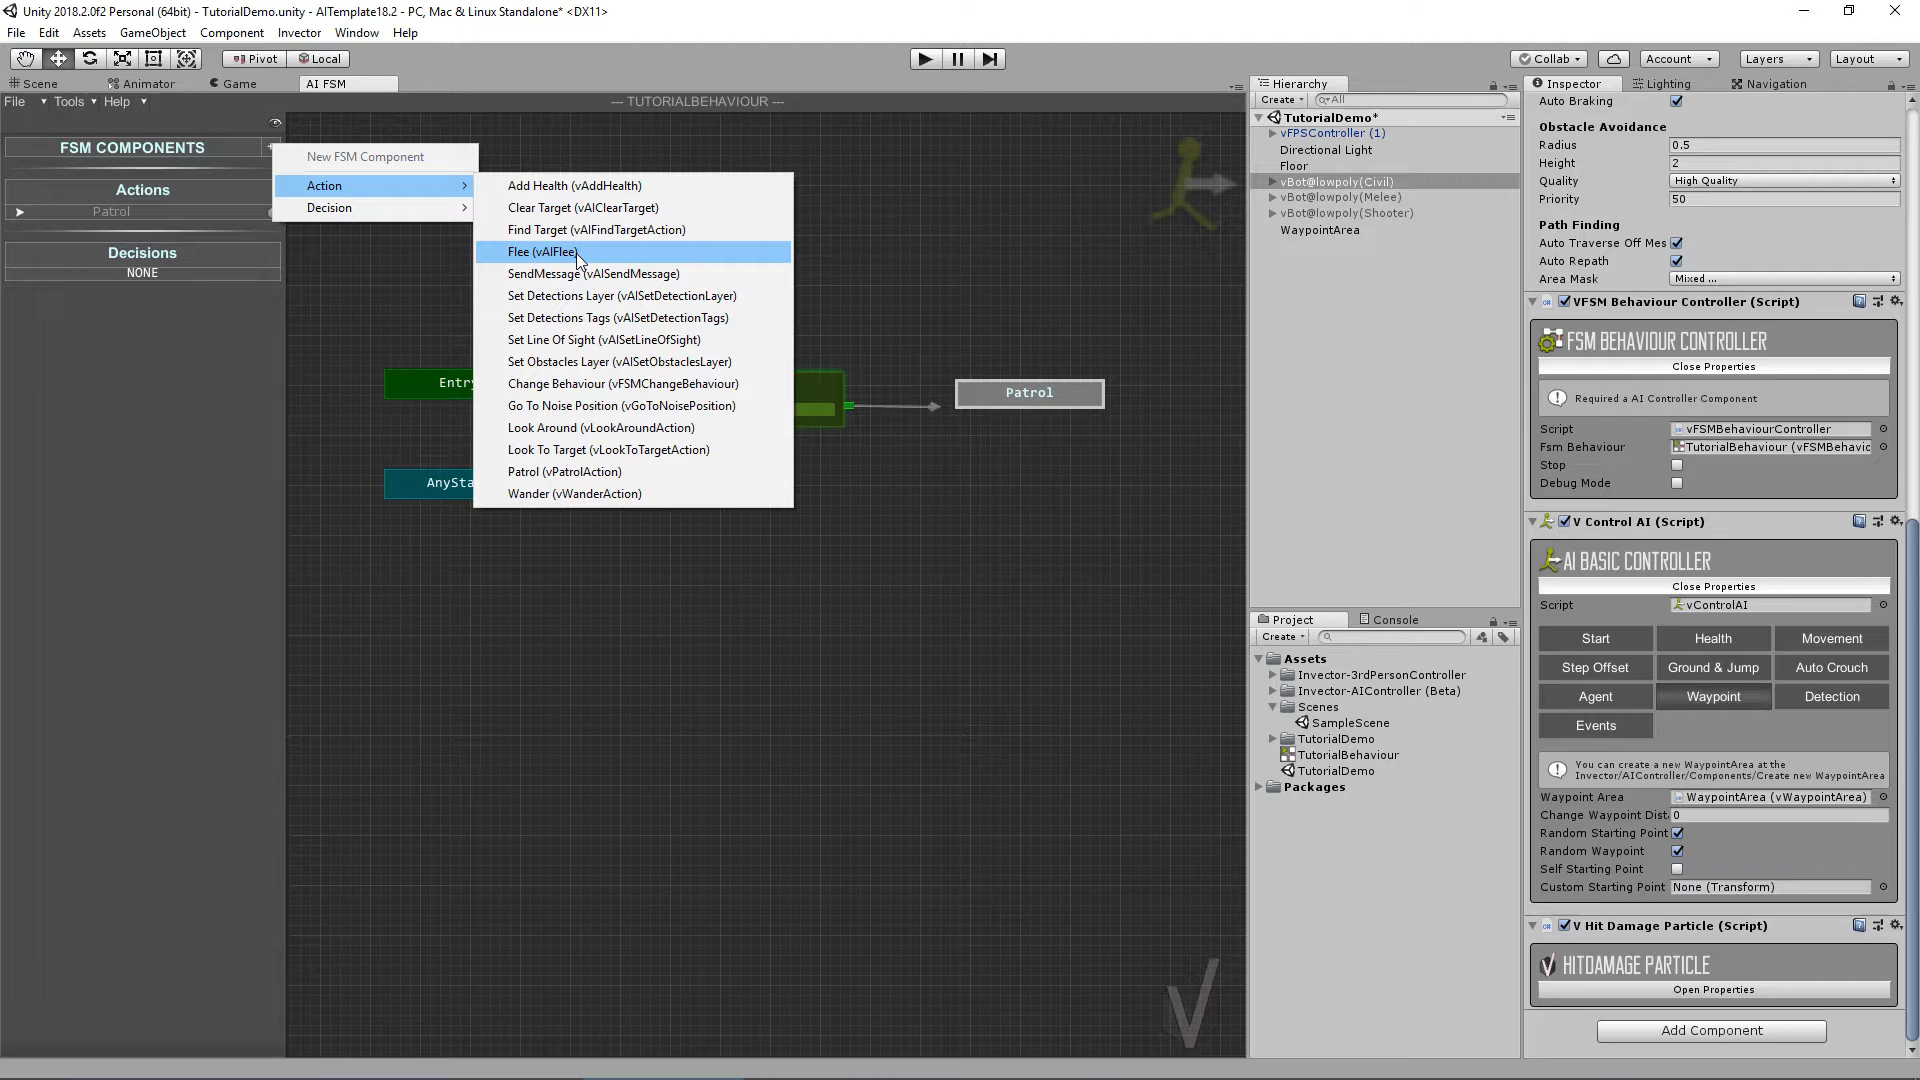 Unity 2018.2.0f2 Personal (64bit) - TutorialDemo.unity - AITemplate18.2 - PC, Mac & Linux Standalone* <DX11>
File Edit Assets GameObject Component Invector Window Help
Pivot Local Collab Account Layers Layout
Scene Animator Game AI FSM
File Tools Help
--- TUTORIALBEHAVIOUR ---
FSM COMPONENTS
Actions
Patrol
Decisions
NONE
New FSM Component
Action
Decision
Add Health (vAddHealth)
Clear Target (vAIClearTarget)
Find Target (vAIFindTargetAction)
Flee (vAIFlee)
SendMessage (vAISendMessage)
Set Detections Layer (vAISetDetectionLayer)
Set Detections Tags (vAISetDetectionTags)
Set Line Of Sight (vAISetLineOfSight)
Set Obstacles Layer (vAISetObstaclesLayer)
Change Behaviour (vFSMChangeBehaviour)
Go To Noise Position (vGoToNoisePosition)
Look Around (vLookAroundAction)
Look To Target (vLookToTargetAction)
Patrol (vPatrolAction)
Wander (vWanderAction)
Entry
AnySta
Patrol
Hierarchy
Create All
TutorialDemo*
vFPSController (1)
Directional Light
Floor
vBot@lowpoly(Civil)
vBot@lowpoly(Melee)
vBot@lowpoly(Shooter)
WaypointArea
Project Console
Create
Assets
Invector-3rdPersonController
Invector-AIController (Beta)
Scenes
SampleScene
TutorialDemo
TutorialBehaviour
TutorialDemo
Packages
Inspector Lighting Navigation
Auto Braking
Obstacle Avoidance
Radius 0.5
Height 2
Quality High Quality
Priority 50
Path Finding
Auto Traverse Off Mes
Auto Repath
Area Mask Mixed ...
VFSM Behaviour Controller (Script)
FSM BEHAVIOUR CONTROLLER
Close Properties
Required a AI Controller Component
Script vFSMBehaviourController
Fsm Behaviour TutorialBehaviour (vFSMBehavic
Stop
Debug Mode
V Control AI (Script)
AI BASIC CONTROLLER
Close Properties
Script vControlAI
Start Health Movement
Step Offset Ground & Jump Auto Crouch
Agent Waypoint Detection
Events
You can create a new WaypointArea at the
Invector/AIController/Components/Create new WaypointArea
Waypoint Area WaypointArea (vWaypointArea)
Change Waypoint Dist 0
Random Starting Point
Random Waypoint
Self Starting Point
Custom Starting Point None (Transform)
V Hit Damage Particle (Script)
HITDAMAGE PARTICLE
Open Properties
Add Component